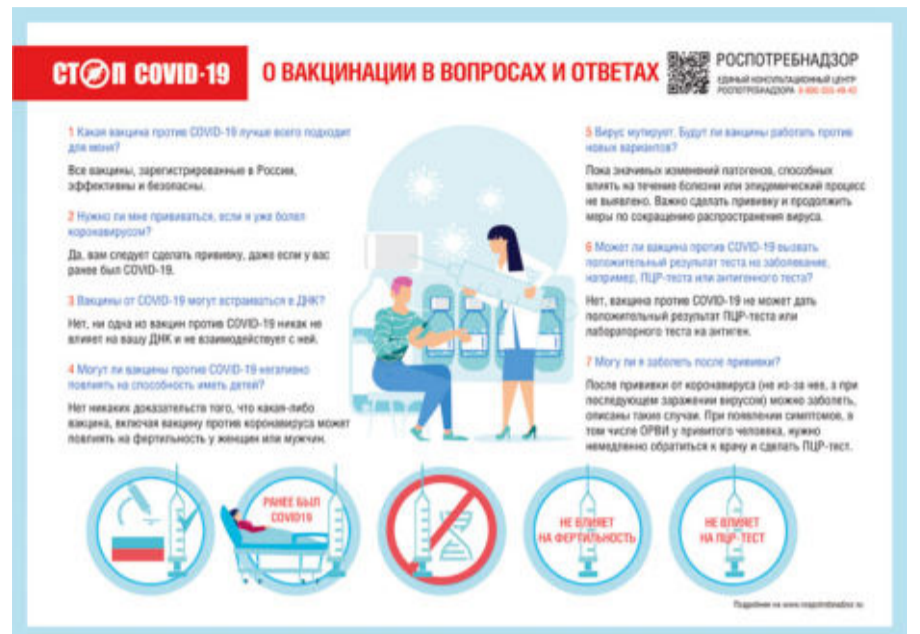 СТОП COVID-19
О ВАКЦИНАЦИИ В ВОПРОСАХ И ОТВЕТАХ
РОСПОТРЕБНАДЗОР
ЕДИНЫЙ КОНСУЛЬТАЦИОННЫЙ ЦЕНТР
РОСПОТРЕБНАДЗОРА 8-800-555-49-43
1 Какая вакцина против COVID-19 лучше всего подходит
для меня?
Все вакцины, зарегистрированные в России,
эффективны и безопасны.
2 Нужно ли мне прививаться, если я уже болел
коронавирусом?
Да, вам следует сделать прививку, даже если у вас
ранее был COVID-19.
3 Вакцины от COVID-19 могут встраиваться в ДНК?
Нет, ни одна из вакцин против COVID-19 никак не
влияет на вашу ДНК и не взаимодействует с ней.
4 Могут ли вакцины против COVID-19 негативно
повлиять на способность иметь детей?
Нет никаких доказательств того, что какая-либо
вакцина, включая вакцину против коронавируса может
повлиять на фертильность у женщин или мужчин.
5 Вирус мутирует. Будут ли вакцины работать против
новых вариантов?
Пока значимых изменений патогенов, способных
влиять на течение болезни или эпидемический процесс
не выявлено. Важно сделать прививку и продолжить
меры по сокращению распространения вируса.
6 Может ли вакцина против COVID-19 вызвать
положительный результат теста на заболевание,
например, ПЦР-теста или антигенного теста?
Нет, вакцина против COVID-19 не может дать
положительный результат ПЦР-теста или
лабораторного теста на антиген.
7 Могу ли я заболеть после прививки?
После прививки от коронавируса (не из-за нее, а при
последующем заражении вирусом) можно заболеть,
описаны такие случаи. При появлении симптомов, в
том числе ОРВИ у привитого человека, нужно
немедленно обратиться к врачу и сделать ПЦР-тест.
РАНЕЕ БЫЛ
COVID19
НЕ ВЛИЯЕТ
НА ФЕРТИЛЬНОСТЬ
НЕ ВЛИЯЕТ
НА ПЦР-ТЕСТ
Подробнее на www.rospotrebnadzor.ru